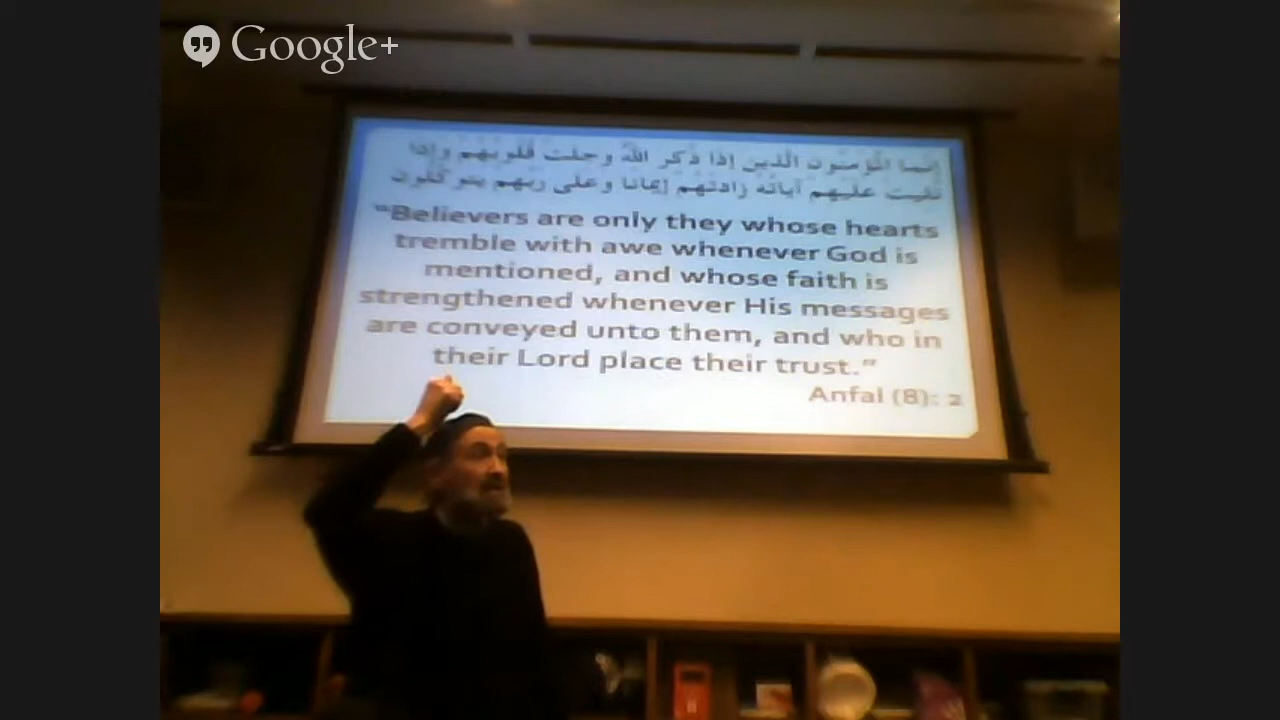 Google+
إنما المؤمنون الذين إذا ذكر الله وجلت قلوبهم وإذا
تليت عليهم آياته زادتهم إيمانا وعلى ربهم يتوكلون
“Believers are only they whose hearts
tremble with awe whenever God is
mentioned, and whose faith is
strengthened whenever His messages
are conveyed unto them, and who in
their Lord place their trust.”
Anfal (8): 2